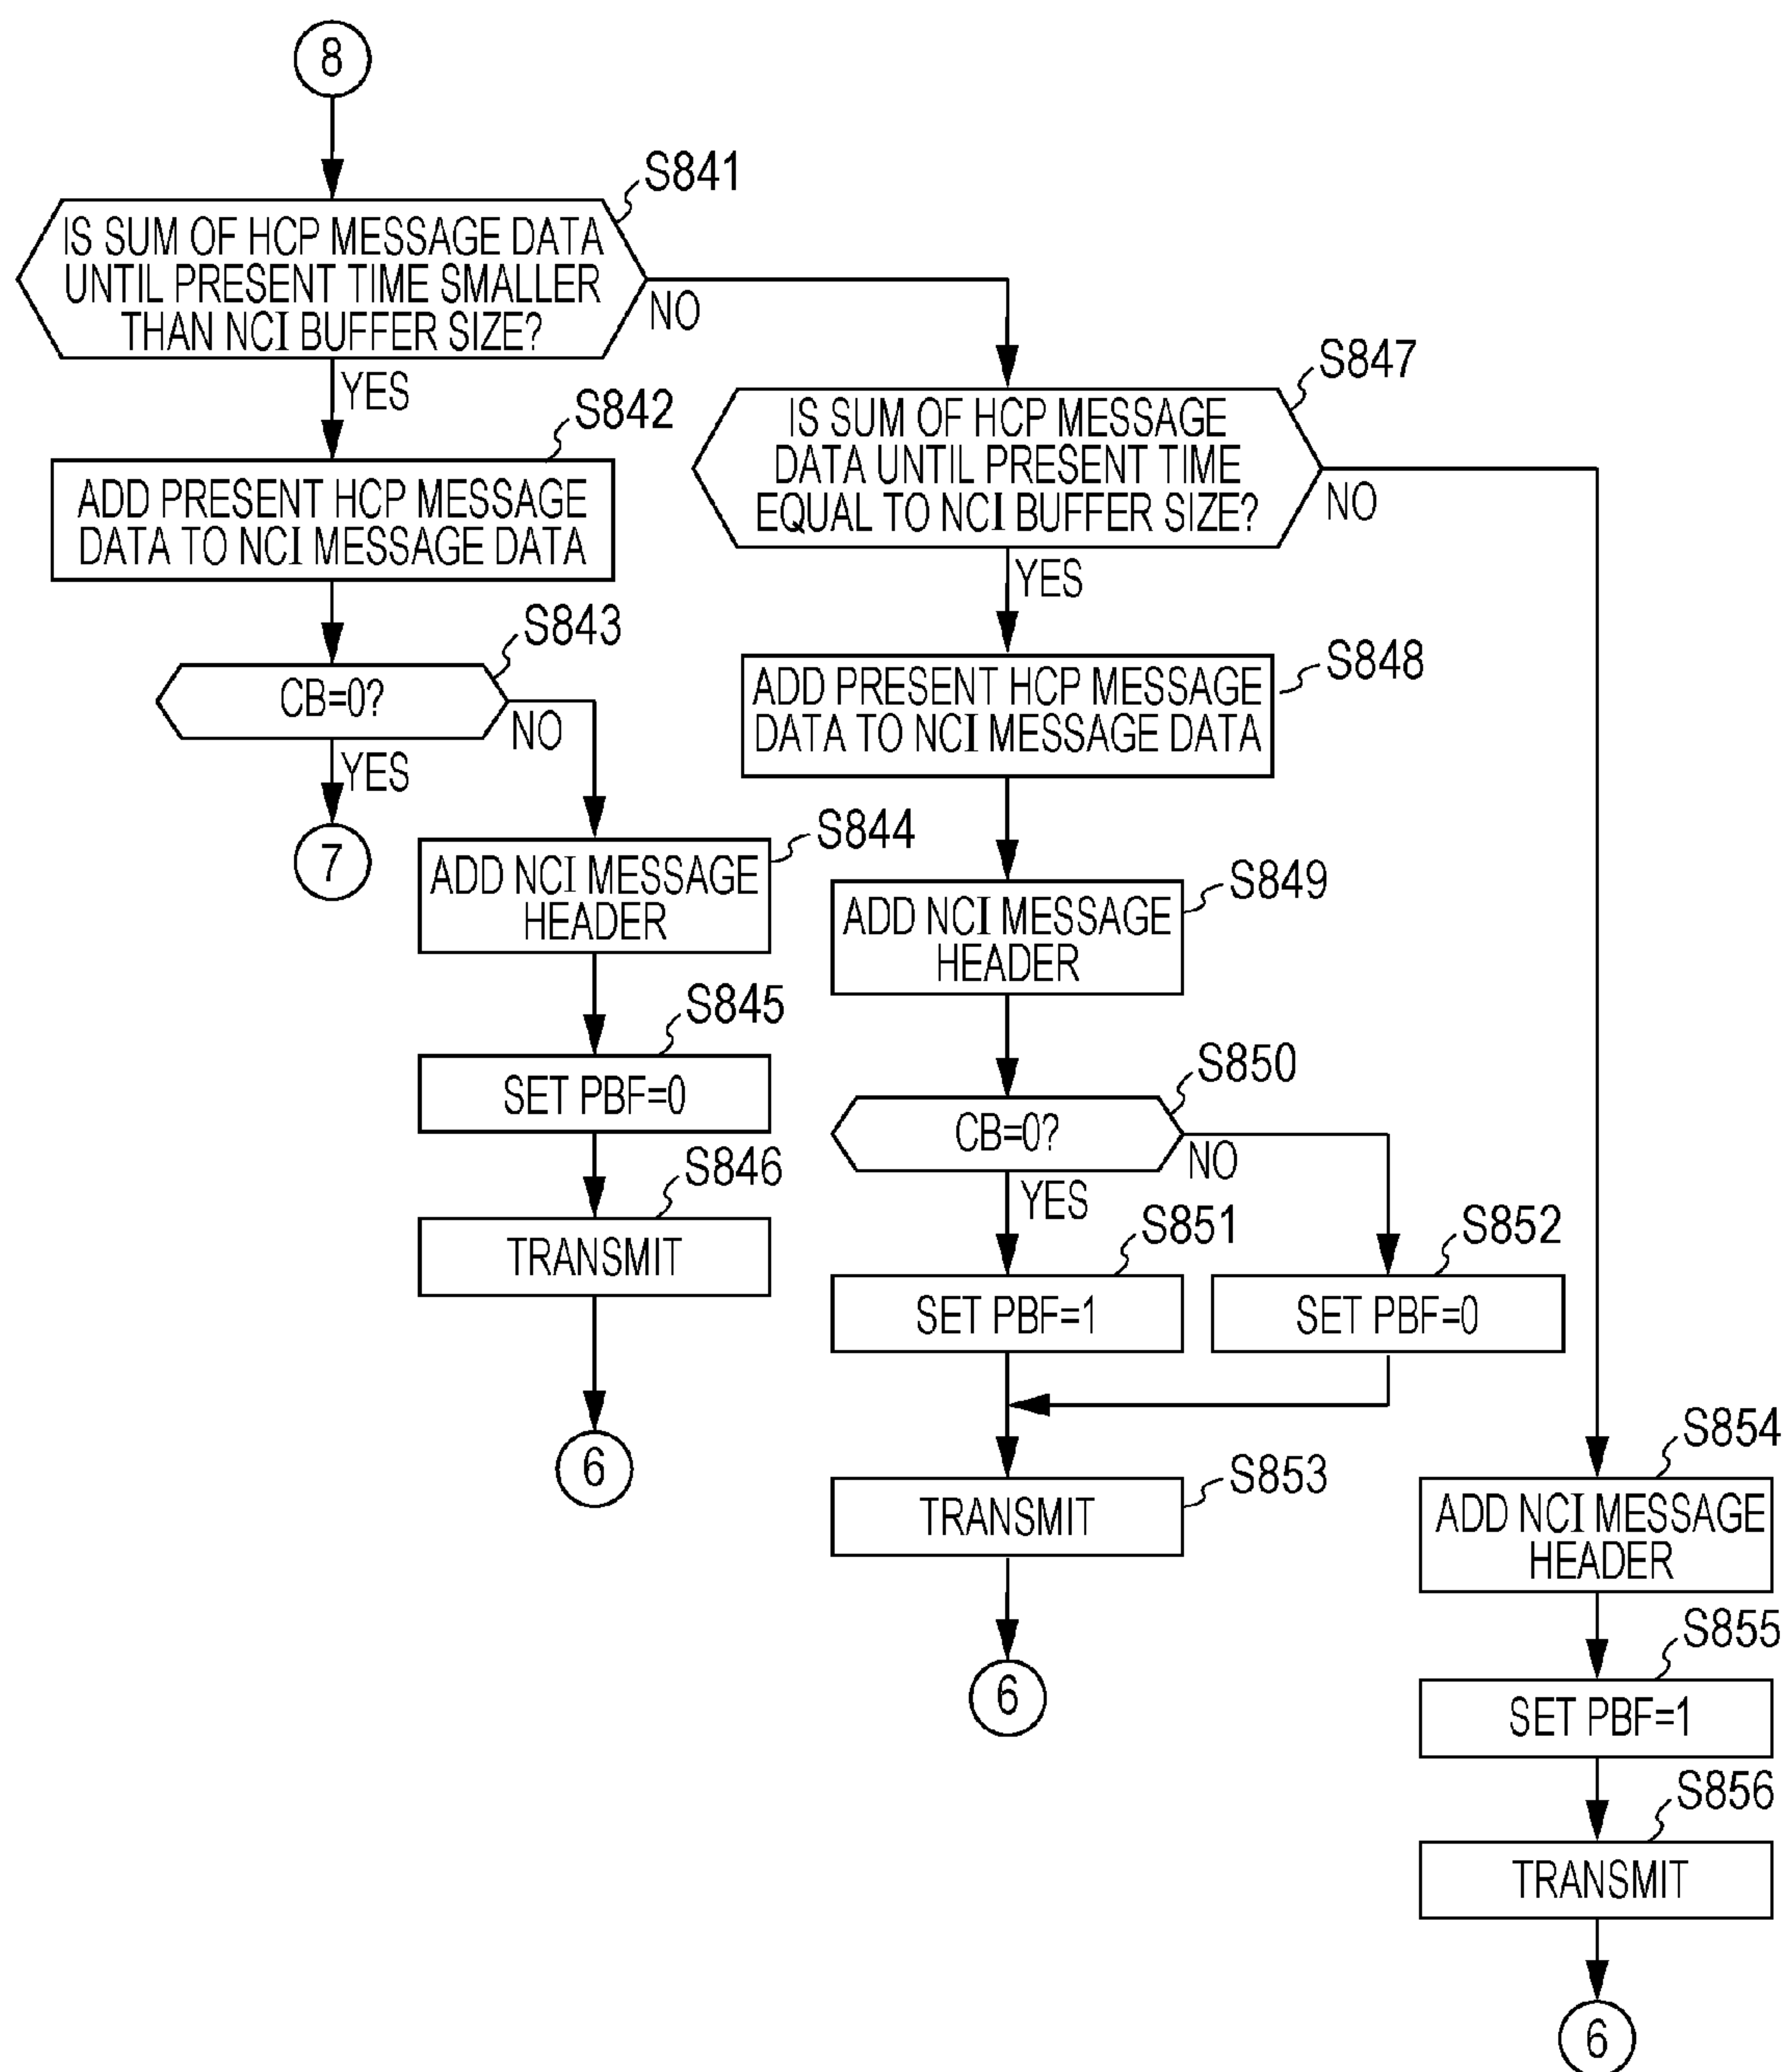 8
S841
IS SUM OF HCP MESSAGE DATA
UNTIL PRESENT TIME SMALLER
THAN NCI BUFFER SIZE?
NO
YES
S842
ADD PRESENT HCP MESSAGE
DATA TO NCI MESSAGE DATA
S843
CB=0?
NO
YES
7
S844
ADD NCI MESSAGE
HEADER
S845
SET PBF=0
S846
TRANSMIT
6
S847
IS SUM OF HCP MESSAGE
DATA UNTIL PRESENT TIME
EQUAL TO NCI BUFFER SIZE?
NO
YES
S848
ADD PRESENT HCP MESSAGE
DATA TO NCI MESSAGE DATA
S849
ADD NCI MESSAGE
HEADER
S850
CB=0?
NO
YES
S851
SET PBF=1
S852
SET PBF=0
S853
TRANSMIT
6
S854
ADD NCI MESSAGE
HEADER
S855
SET PBF=1
S856
TRANSMIT
6